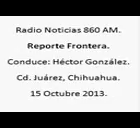 Radio Noticias 860 AM.
Reporte Frontera.
Conduce: Héctor González.
Cd. Juárez, Chihuahua.
15 Octubre 2013.